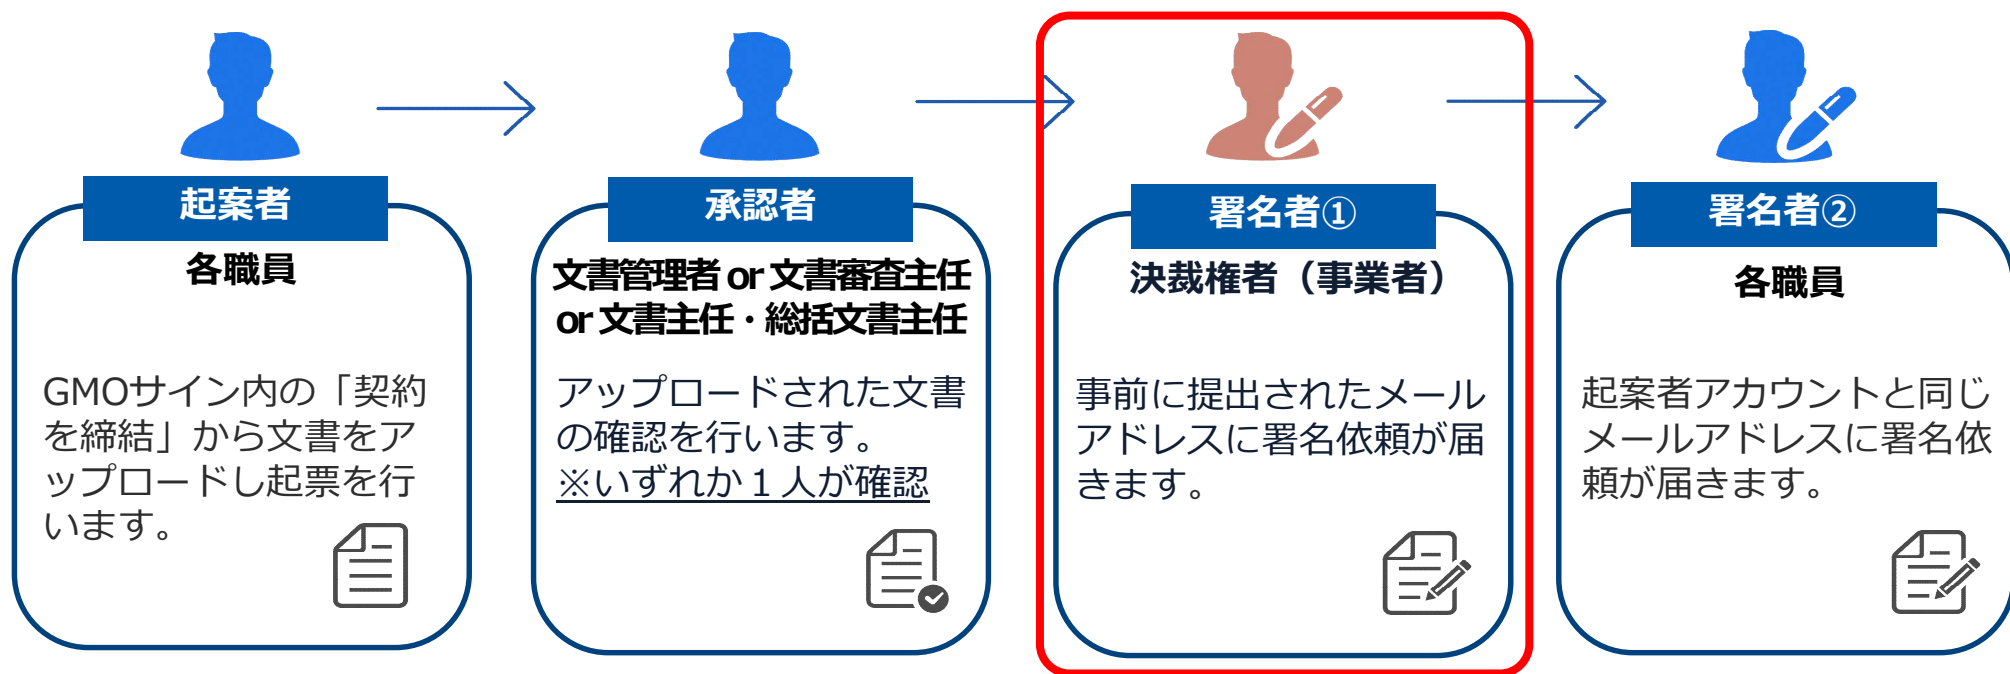 起案者
各職員
GMOサイン内の「契約
を締結」から文書をア
ップロードし起票を行
います。
承認者
文書管理者 or 文書審査主任
or 文書主任・総括文書主任
アップロードされた文書
の確認を行います。
※いずれか１人が確認
署名者①
決裁権者（事業者）
事前に提出されたメール
アドレスに署名依頼が届
きます。
署名者②
各職員
起案者アカウントと同じ
メールアドレスに署名依
頼が届きます。